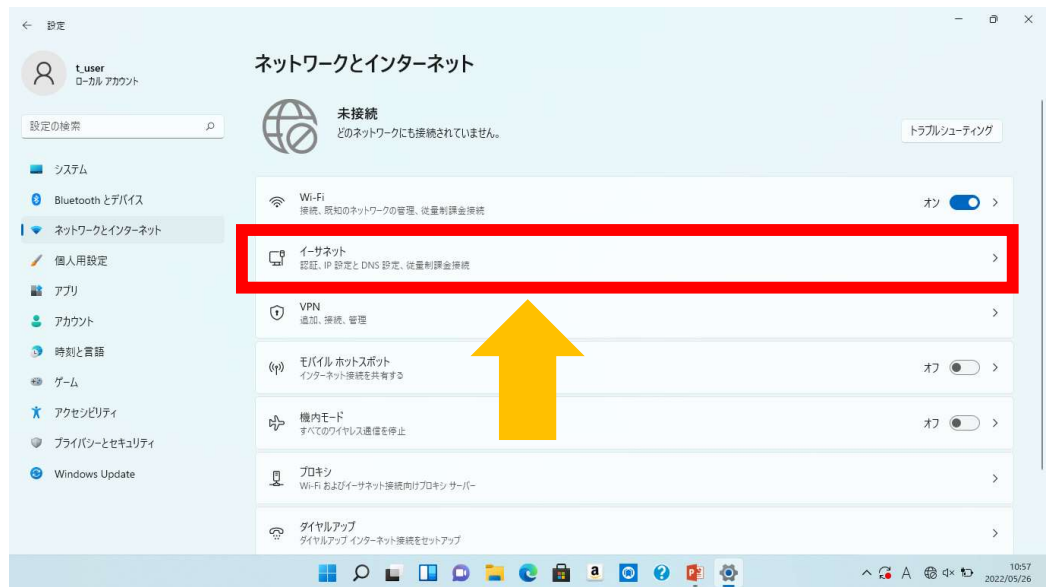 設定
t_user
ローカル アカウント
設定の検索
システム
Bluetooth とデバイス
ネットワークとインターネット
個人用設定
アプリ
アカウント
時刻と言語
ゲーム
アクセシビリティ
プライバシーとセキュリティ
Windows Update
ネットワークとインターネット
未接続
どのネットワークにも接続されていません。
トラブルシューティング
Wi-Fi
接続、既知のネットワークの管理、従量制課金接続
オン
イーサネット
認証、IP 設定と DNS 設定、従量制課金接続
VPN
追加、接続、管理
モバイル ホットスポット
インターネット接続を共有する
オフ
機内モード
すべてのワイヤレス通信を停止
オフ
プロキシ
Wi-Fi およびイーサネット接続向けプロキシ サーバー
ダイヤルアップ
ダイヤルアップ インターネット接続をセットアップ
a
A
10:57
2022/05/26